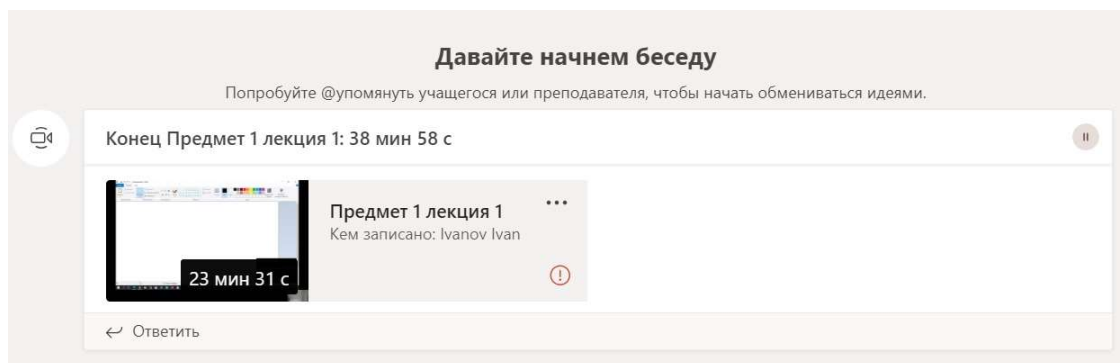 Давайте начнем беседу
Попробуйте @упомянуть учащегося или преподавателя, чтобы начать обмениваться идеями.
Конец Предмет 1 лекция 1: 38 мин 58 с
Предмет 1 лекция 1
Кем записано: Ivanov Ivan
23 мин 31 с
Ответить